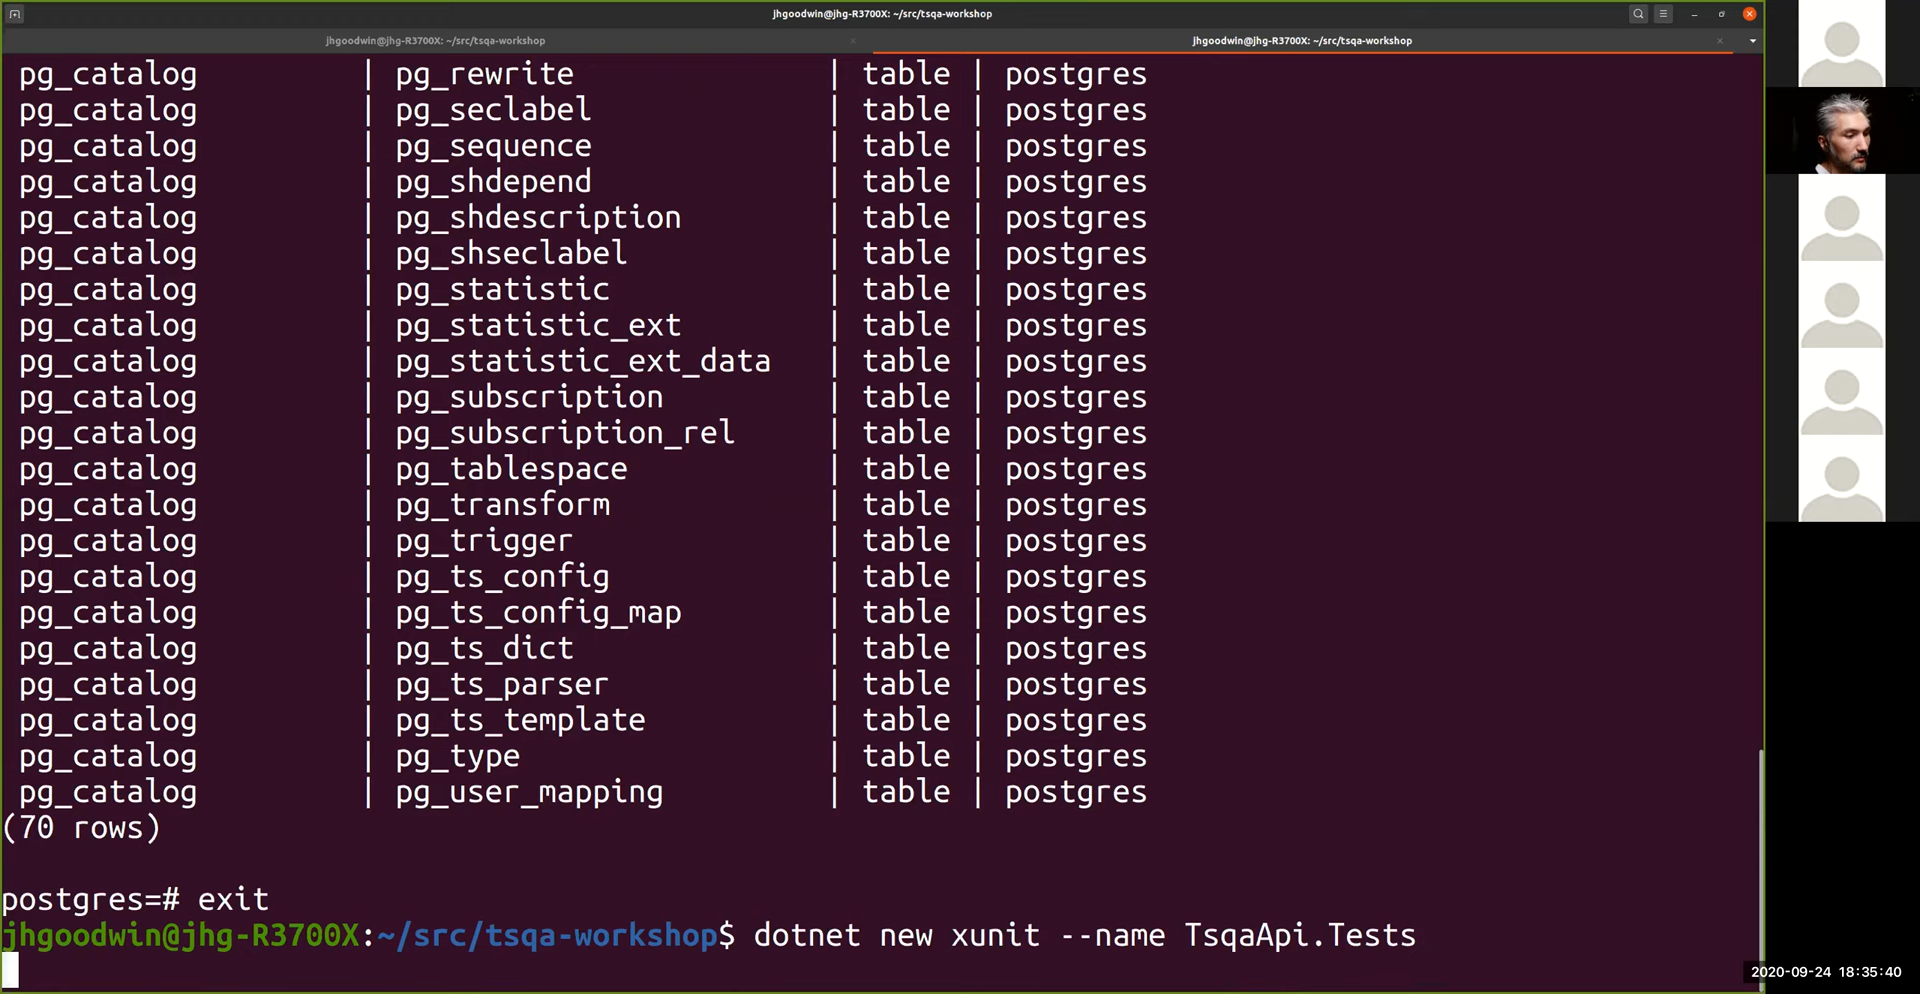 jhgoodwin@jhg-R3700X: ~/src/tsqa-workshop
jhgoodwin@jhg-R3700X: ~/src/tsqa-workshop
jhgoodwin@jhg-R3700X: ~/src/tsqa-workshop
pg_catalog | pg_rewrite | table | postgres
pg_catalog | pg_seclabel | table | postgres
pg_catalog | pg_sequence | table | postgres
pg_catalog | pg_shdepend | table | postgres
pg_catalog | pg_shdescription | table | postgres
pg_catalog | pg_shseclabel | table | postgres
pg_catalog | pg_statistic | table | postgres
pg_catalog | pg_statistic_ext | table | postgres
pg_catalog | pg_statistic_ext_data | table | postgres
pg_catalog | pg_subscription | table | postgres
pg_catalog | pg_subscription_rel | table | postgres
pg_catalog | pg_tablespace | table | postgres
pg_catalog | pg_transform | table | postgres
pg_catalog | pg_trigger | table | postgres
pg_catalog | pg_ts_config | table | postgres
pg_catalog | pg_ts_config_map | table | postgres
pg_catalog | pg_ts_dict | table | postgres
pg_catalog | pg_ts_parser | table | postgres
pg_catalog | pg_ts_template | table | postgres
pg_catalog | pg_type | table | postgres
pg_catalog | pg_user_mapping | table | postgres
(70 rows)
postgres=# exit
jhgoodwin@jhg-R3700X:~/src/tsqa-workshop$ dotnet new xunit --name TsqaApi.Tests
2020-09-24 18:35:40